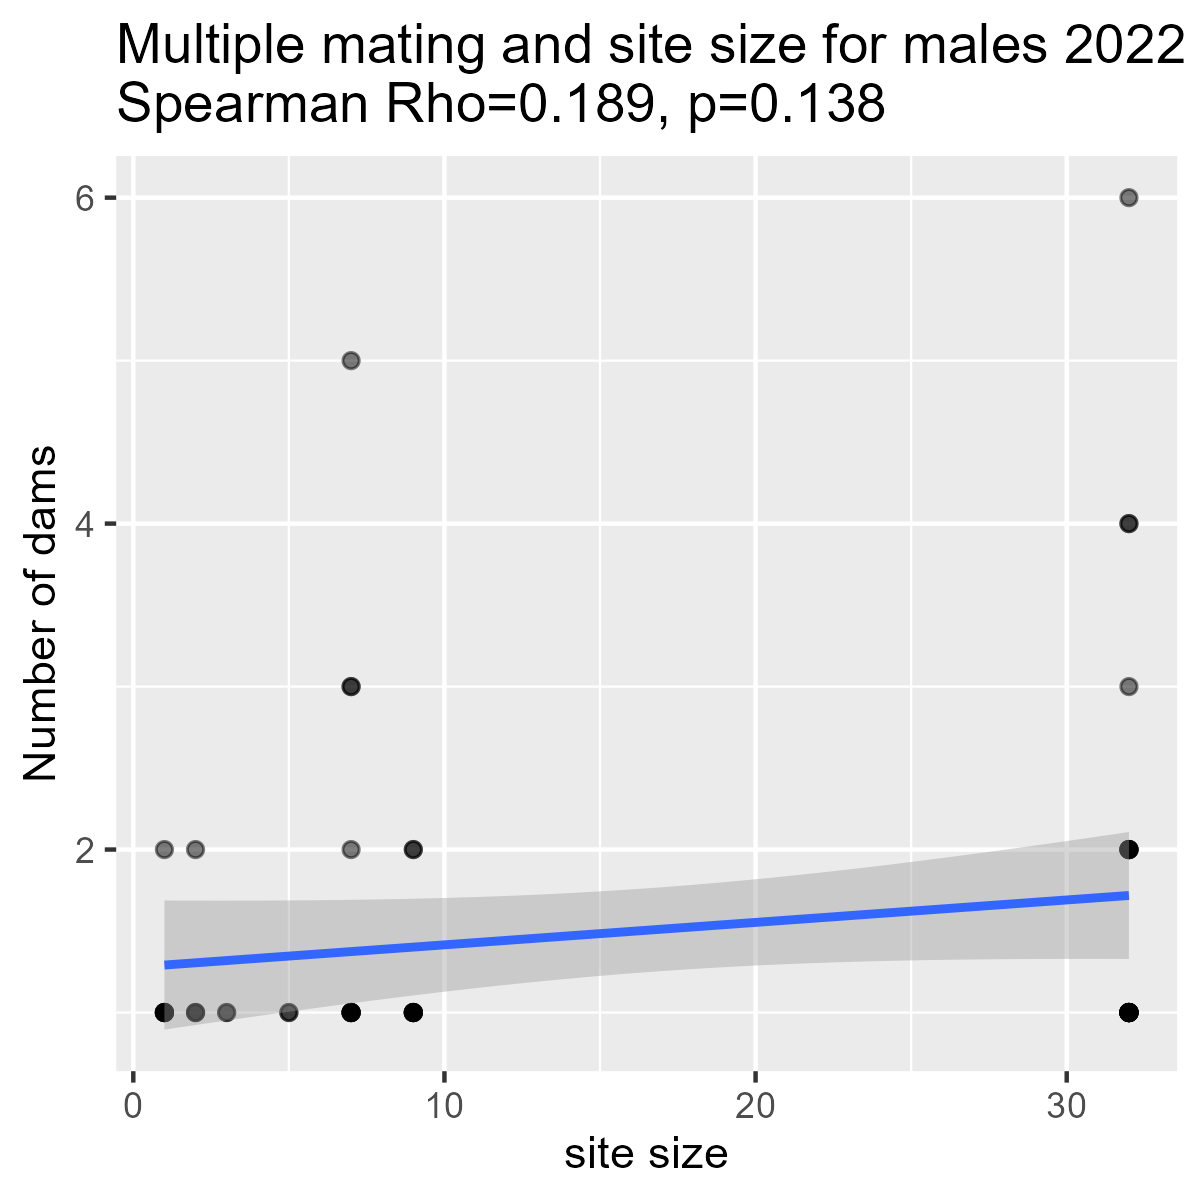 Multiple mating and site size for males 2022
Spearman Rho=0.189, p=0.138
6
4
2
Number of dams
0 10 20 30
site size